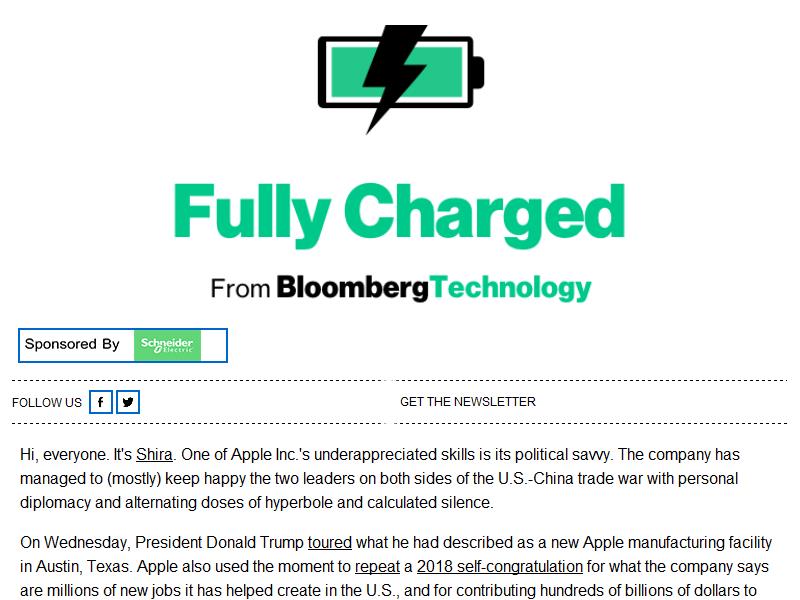 Fully Charged
From BloombergTechnology
Sponsored By Schneider Electric
FOLLOW US
GET THE NEWSLETTER
Hi, everyone. It's Shira. One of Apple Inc.'s underappreciated skills is its political savvy. The company has
managed to (mostly) keep happy the two leaders on both sides of the U.S.-China trade war with personal
diplomacy and alternating doses of hyperbole and calculated silence.
On Wednesday, President Donald Trump toured what he had described as a new Apple manufacturing facility
in Austin, Texas. Apple also used the moment to repeat a 2018 self-congratulation for what the company says
are millions of new jobs it has helped create in the U.S., and for contributing hundreds of billions of dollars to